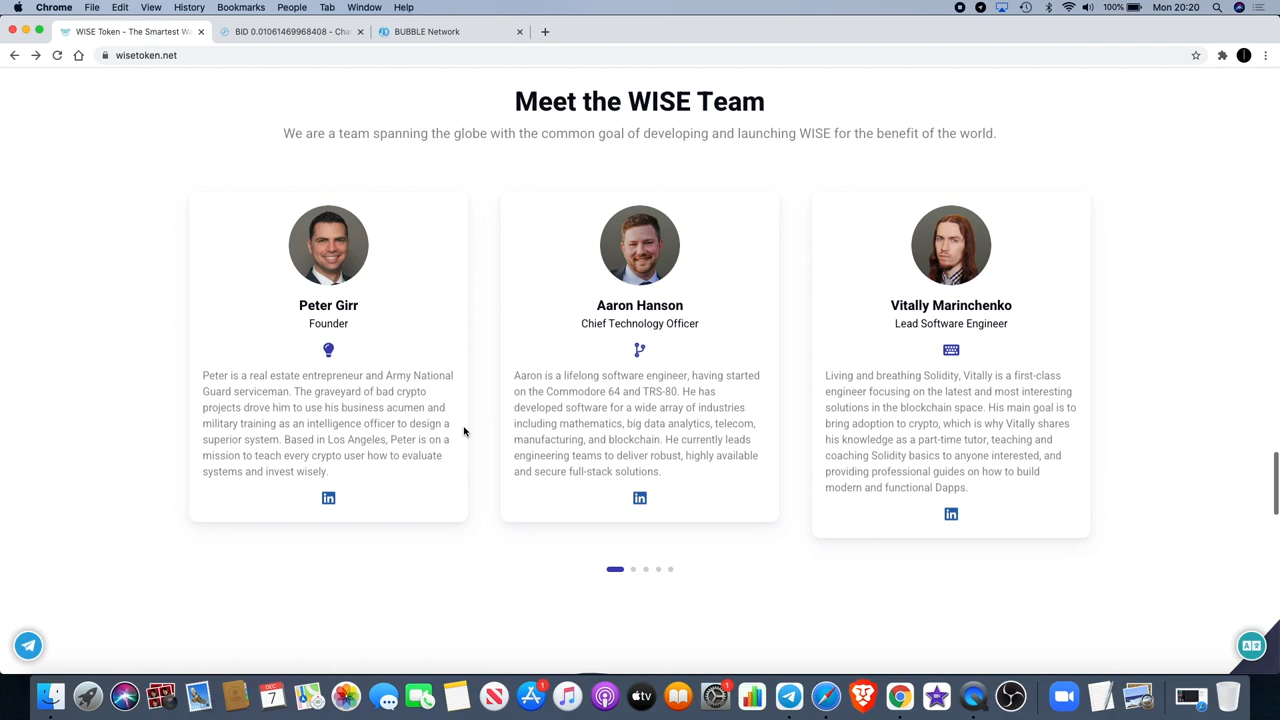 Chrome File Edit View History Bookmarks People Tab Window Help 100% Mon 20:20
WISE Token - The Smartest Wa BID 0.01061469968408 - Cha BUBBLE Network
wisetoken.net
Meet the WISE Team
We are a team spanning the globe with the common goal of developing and launching WISE for the benefit of the world.
Peter Girr
Founder
Peter is a real estate entrepreneur and Army National
Guard serviceman. The graveyard of bad crypto
projects drove him to use his business acumen and
military training as an intelligence officer to design a
superior system. Based in Los Angeles, Peter is on a
mission to teach every crypto user how to evaluate
systems and invest wisely.
in
Aaron Hanson
Chief Technology Officer
Aaron is a lifelong software engineer, having started
on the Commodore 64 and TRS-80. He has
developed software for a wide array of industries
including mathematics, big data analytics, telecom,
manufacturing, and blockchain. He currently leads
engineering teams to deliver robust, highly available
and secure full-stack solutions.
in
Vitally Marinchenko
Lead Software Engineer
Living and breathing Solidity, Vitally is a first-class
engineer focusing on the latest and most interesting
solutions in the blockchain space. His main goal is to
bring adoption to crypto, which is why Vitally shares
his knowledge as a part-time tutor, teaching and
coaching Solidity basics to anyone interested, and
providing professional guides on how to build
modern and functional Dapps.
in
DEC
7
1
tv
1